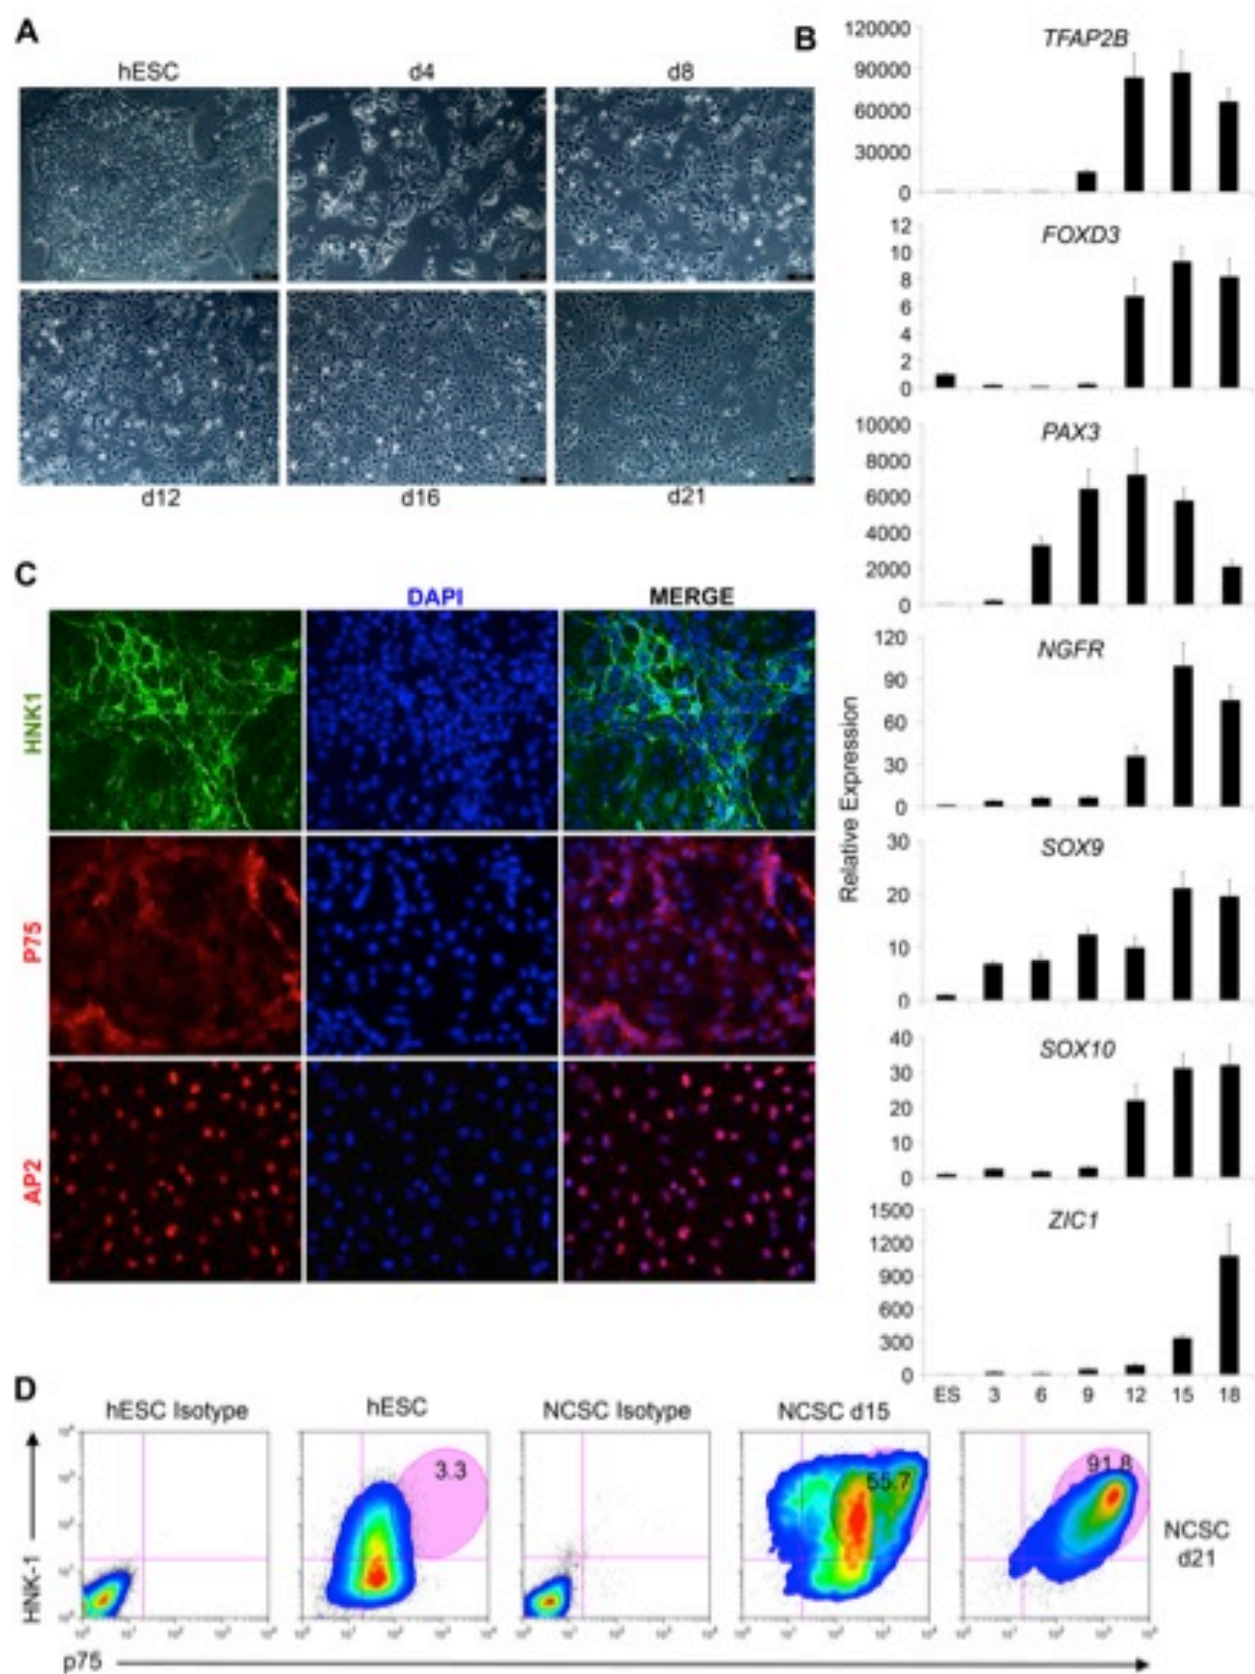 A
hESC
d4
d8
d12
d16
d21
B
TFAP2B
120000
90000
60000
30000
0
FOXD3
12
10
8
6
4
2
0
PAX3
10000
8000
6000
4000
2000
0
NGFR
120
90
60
30
0
SOX9
30
20
10
0
SOX10
40
30
20
10
0
ZIC1
1500
1200
900
600
300
0
ES 3 6 9 12 15 18
Relative Expression
C
DAPI
MERGE
HNK1
P75
AP2
D
hESC Isotype
hESC
NCSC Isotype
NCSC d15
3.3
55.7
91.8
NCSC
d21
HNK-1
p75